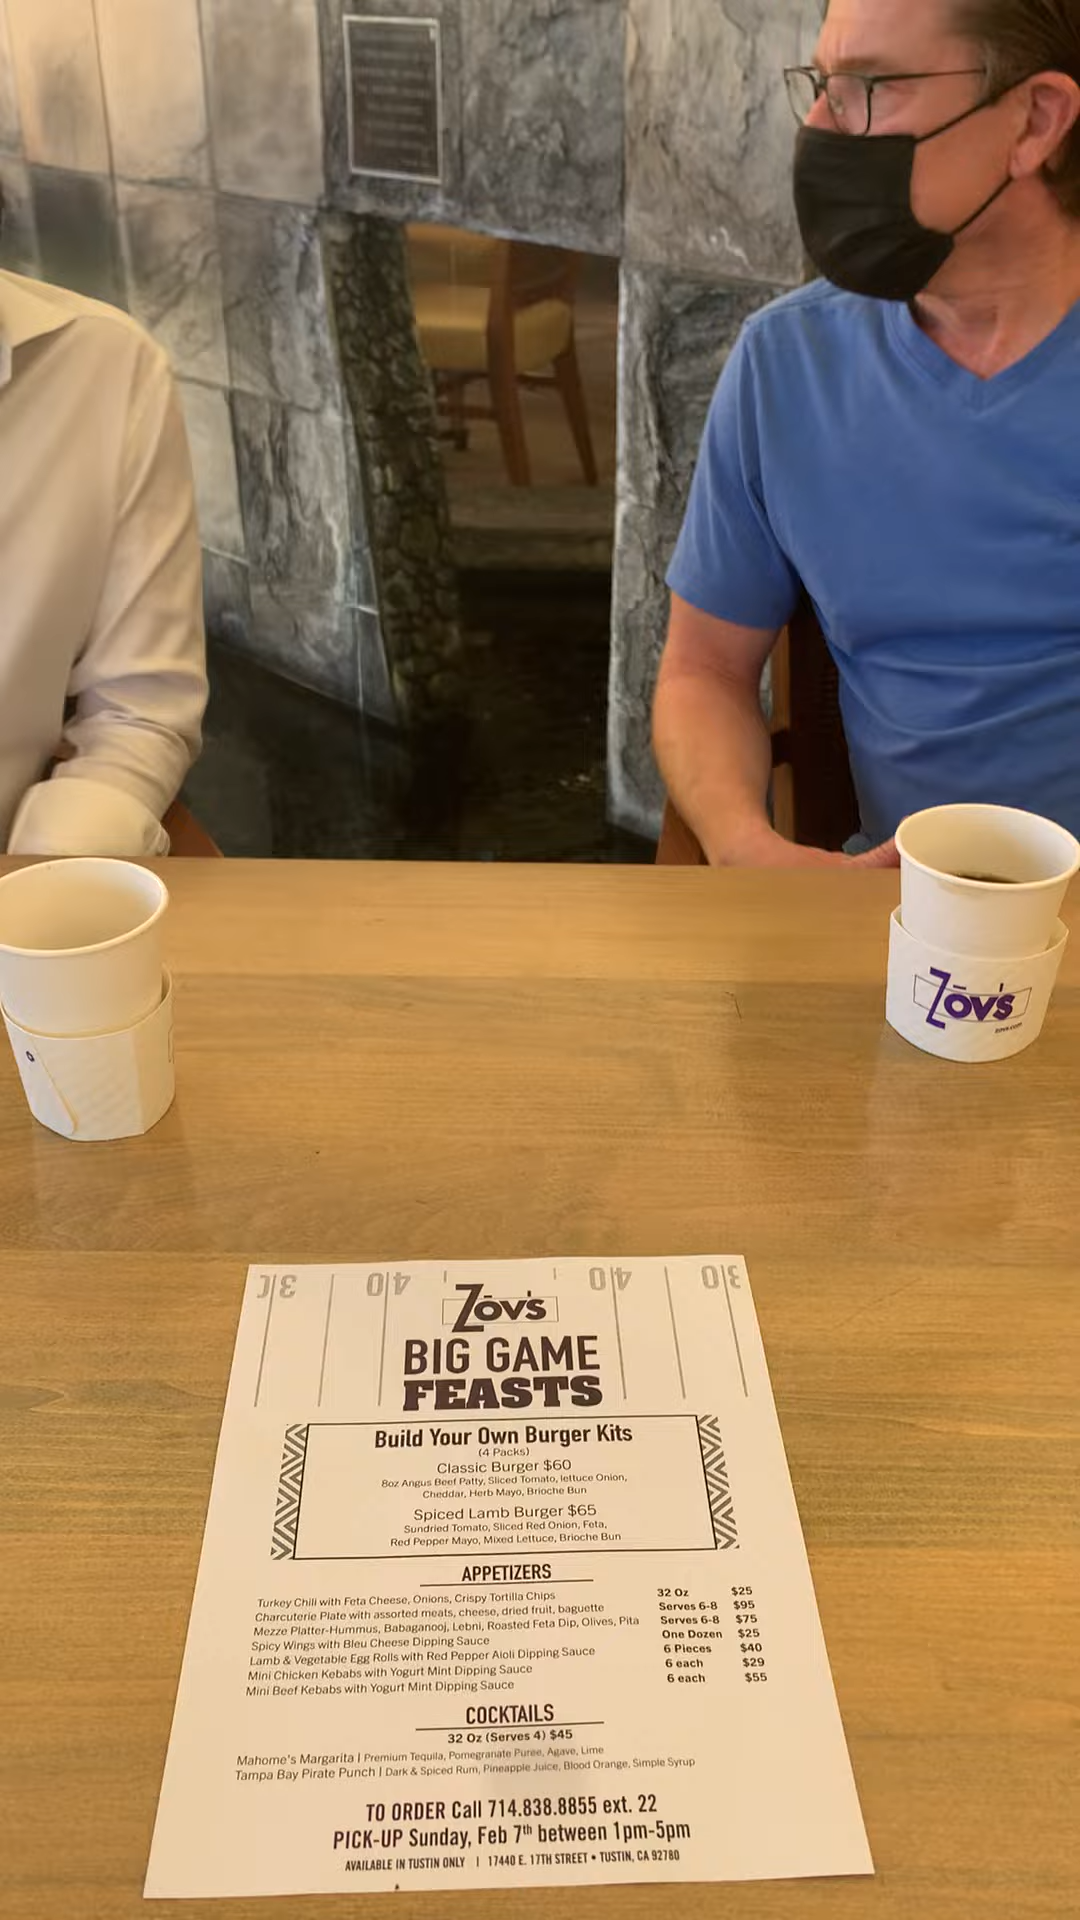 ZOV'S
zovs.com
30 40 40 30
ZOV'S
BIG GAME
FEASTS
Build Your Own Burger Kits
(4 Packs)
Classic Burger $60
8oz Angus Beef Patty, Sliced Tomato, lettuce Onion,
Cheddar, Herb Mayo, Brioche Bun
Spiced Lamb Burger $65
Sundried Tomato, Sliced Red Onion, Feta,
Red Pepper Mayo, Mixed Lettuce, Brioche Bun
APPETIZERS
Turkey Chili with Feta Cheese, Onions, Crispy Tortilla Chips 32 Oz $25
Charcuterie Plate with assorted meats, cheese, dried fruit, baguette Serves 6-8 $95
Mezze Platter-Hummus, Babaganooj, Lebni, Roasted Feta Dip, Olives, Pita Serves 6-8 $75
Spicy Wings with Bleu Cheese Dipping Sauce One Dozen $25
Lamb & Vegetable Egg Rolls with Red Pepper Aioli Dipping Sauce 6 Pieces $40
Mini Chicken Kebabs with Yogurt Mint Dipping Sauce 6 each $29
Mini Beef Kebabs with Yogurt Mint Dipping Sauce 6 each $55
COCKTAILS
32 Oz (Serves 4) $45
Mahome's Margarita | Premium Tequila, Pomegranate Puree, Agave, Lime
Tampa Bay Pirate Punch | Dark & Spiced Rum, Pineapple Juice, Blood Orange, Simple Syrup
TO ORDER Call 714.838.8855 ext. 22
PICK-UP Sunday, Feb 7th between 1pm-5pm
AVAILABLE IN TUSTIN ONLY | 17440 E. 17TH STREET • TUSTIN, CA 92780